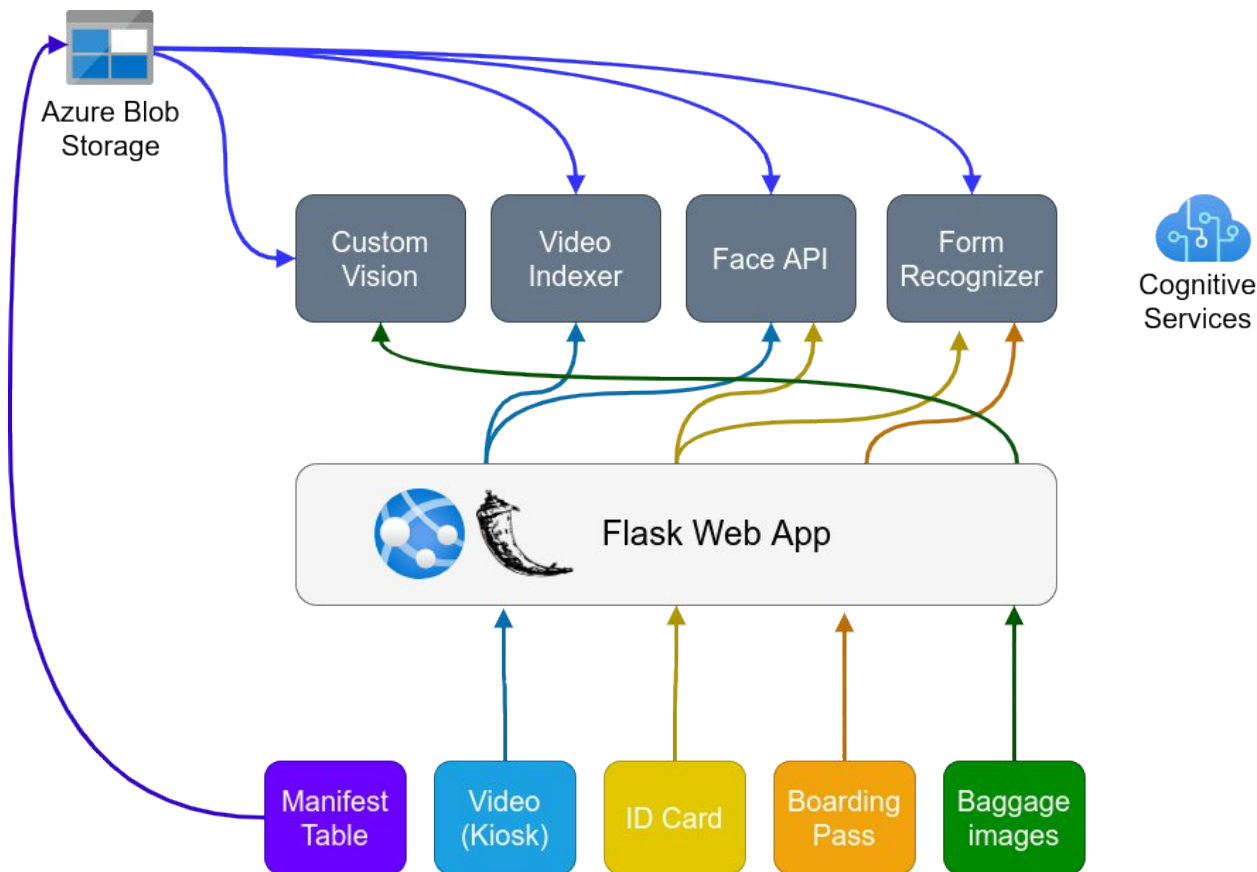 Azure Blob
Storage
Custom
Vision
Video
Indexer
Face API
Form
Recognizer
Cognitive
Services
Flask Web App
Manifest
Table
Video
(Kiosk)
ID Card
Boarding
Pass
Baggage
images